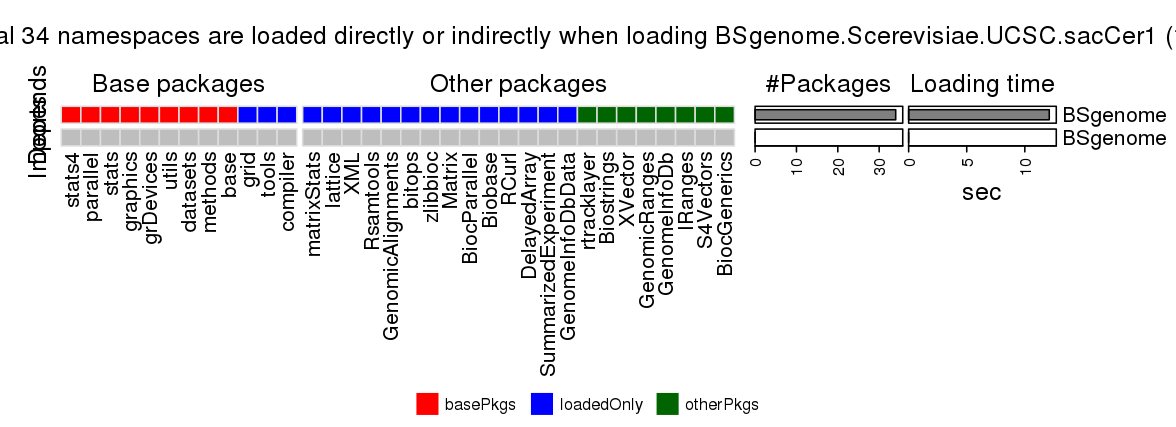 al 34 namespaces are loaded directly or indirectly when loading BSgenome.Scerevisiae.UCSC.sacCer1 (
Base packages
Other packages
#Packages
Loading time
Depends
Imports
BSgenome
BSgenome
stats4
parallel
stats
graphics
grDevices
utils
datasets
methods
base
grid
tools
compiler
matrixStats
lattice
XML
Rsamtools
GenomicAlignments
bitops
zlibbioc
Matrix
BiocParallel
Biobase
RCurl
DelayedArray
SummarizedExperiment
GenomeInfoDbData
rtracklayer
Biostrings
XVector
GenomicRanges
GenomeInfoDb
IRanges
S4Vectors
BiocGenerics
0 10 20 30
0 5 10
sec
basePkgs loadedOnly otherPkgs